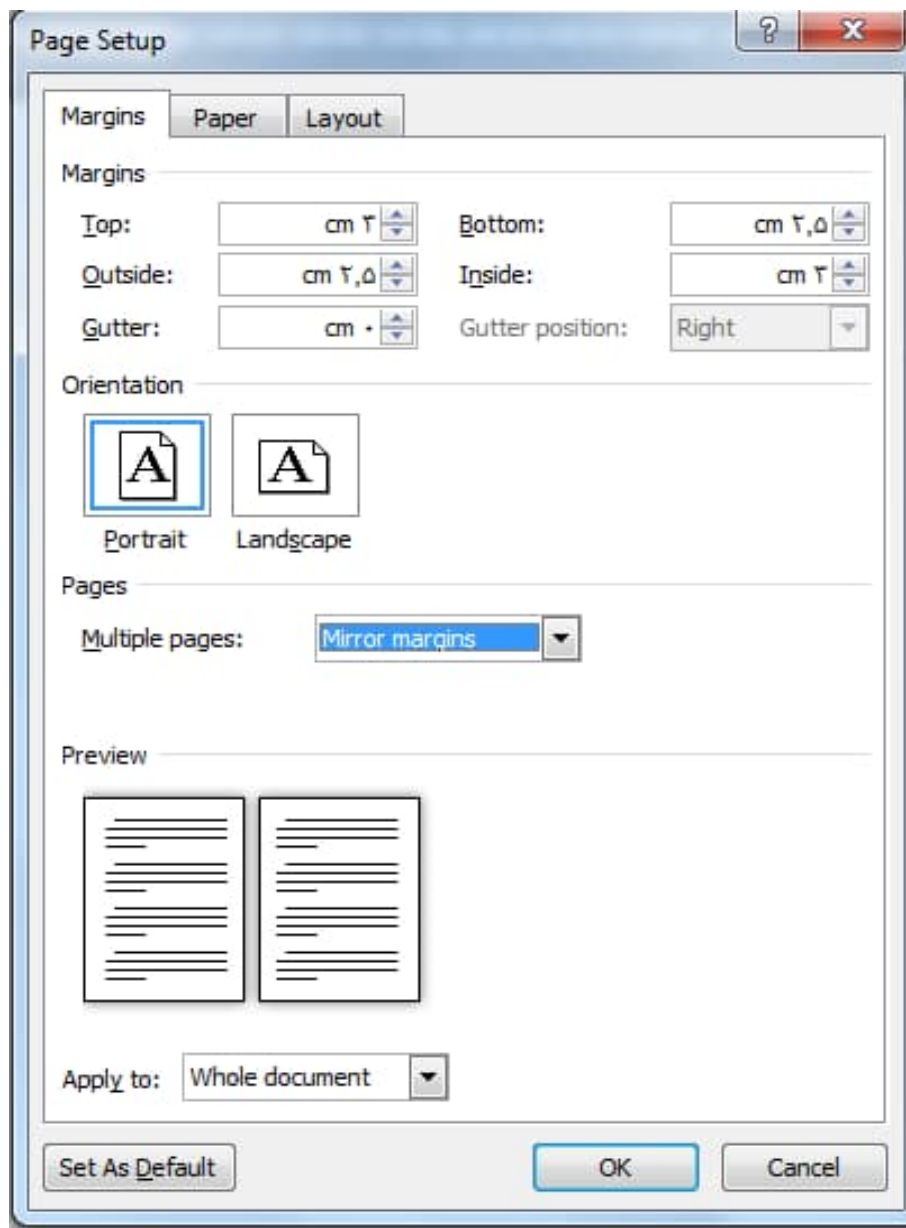 Page Setup
Margins Paper Layout
Margins
Top: cm ۳ Bottom: cm ۲,۵
Outside: cm ۲,۵ Inside: cm ۳
Gutter: cm ۰ Gutter position: Right
Orientation
A A
Portrait Landscape
Pages
Multiple pages: Mirror margins
Preview
Apply to: Whole document
Set As Default OK Cancel